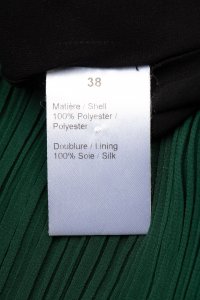 38
Matière / Shell
100% Polyester /
Polyester
Doublure / Lining
100% Soie / Silk